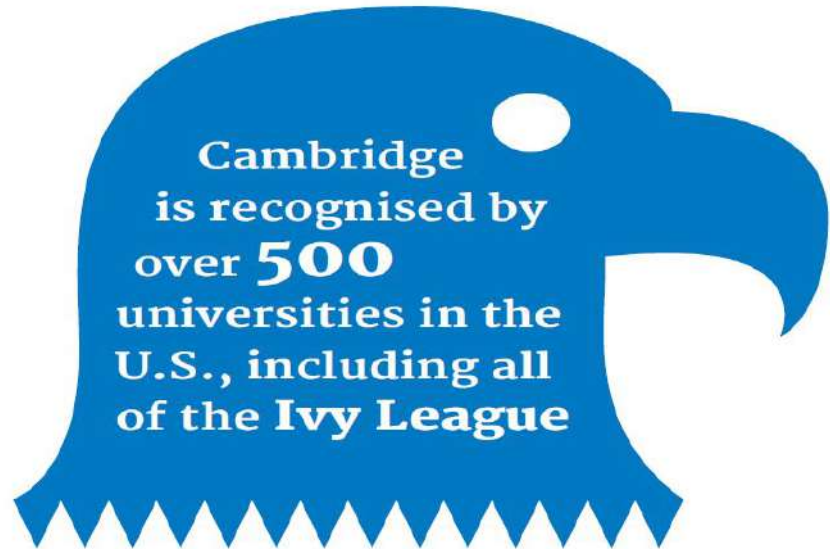 Cambridge
is recognised by
over 500
universities in the
U.S., including all
of the Ivy League